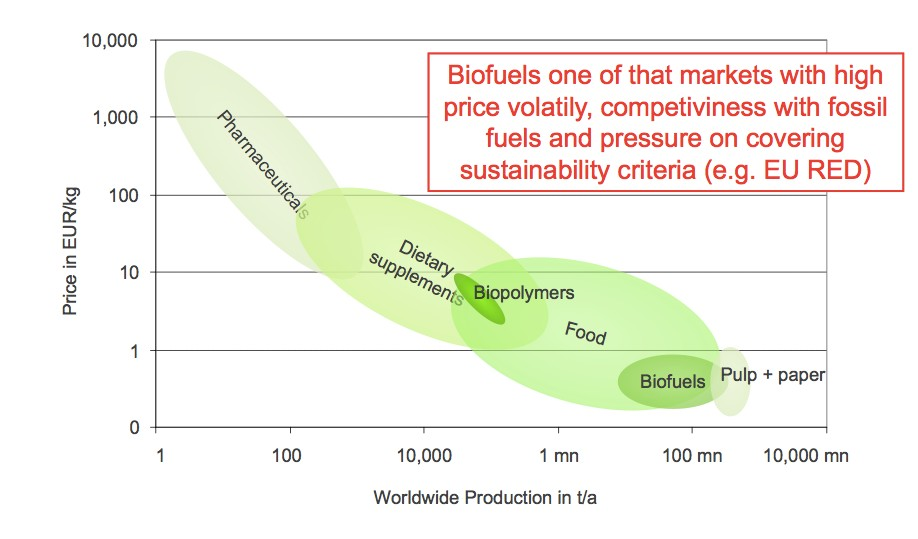 Biofuels one of that markets with high
price volatily, competiviness with fossil
fuels and pressure on covering
sustainability criteria (e.g. EU RED)
10,000
1,000
100
10
1
0
Price in EUR/kg
Pharmaceuticals
Dietary
supplements
Biopolymers
Food
Biofuels
Pulp + paper
1
100
10,000
1 mn
100 mn
10,000 mn
Worldwide Production in t/a